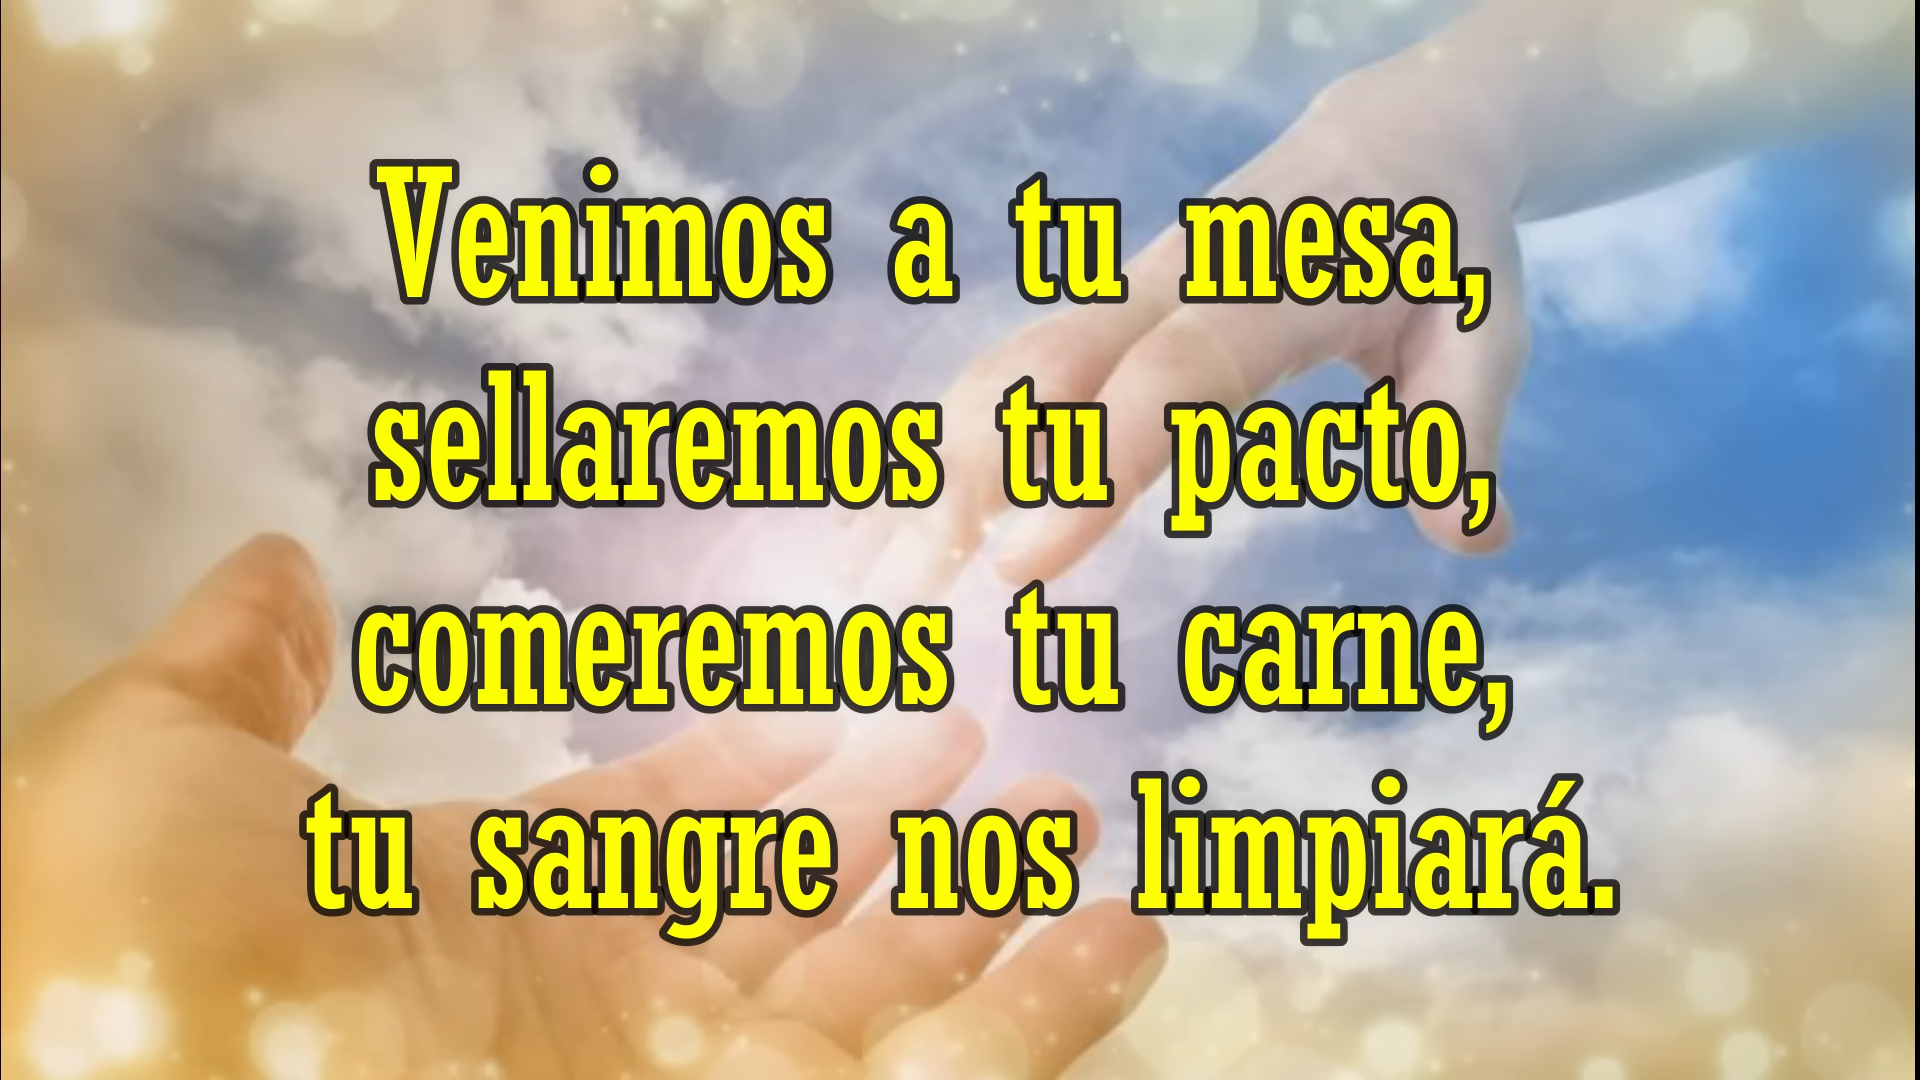 Venimos a tu mesa,
sellaremos tu pacto,
comeremos tu carne,
tu sangre nos limpiará.